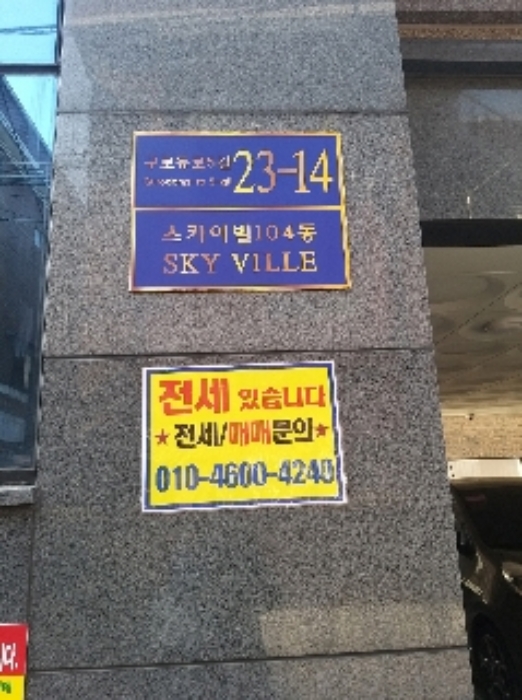 23-14
스카이빌104동
SKY VILLE
전세 있습니다
★전세/매매문의★
010-4600-4240